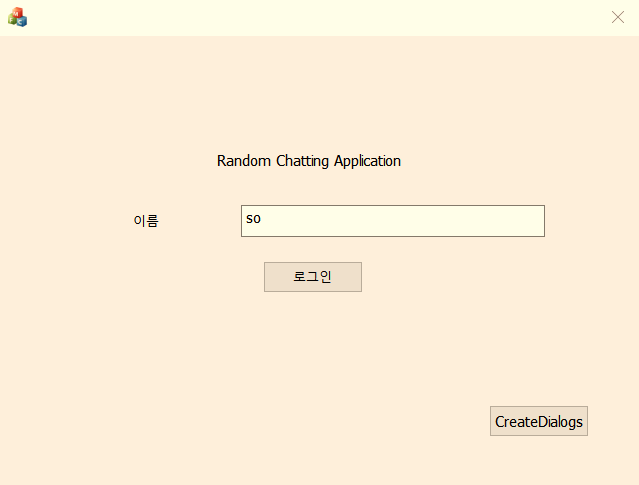 Random Chatting Application
이름
so
로그인
CreateDialogs